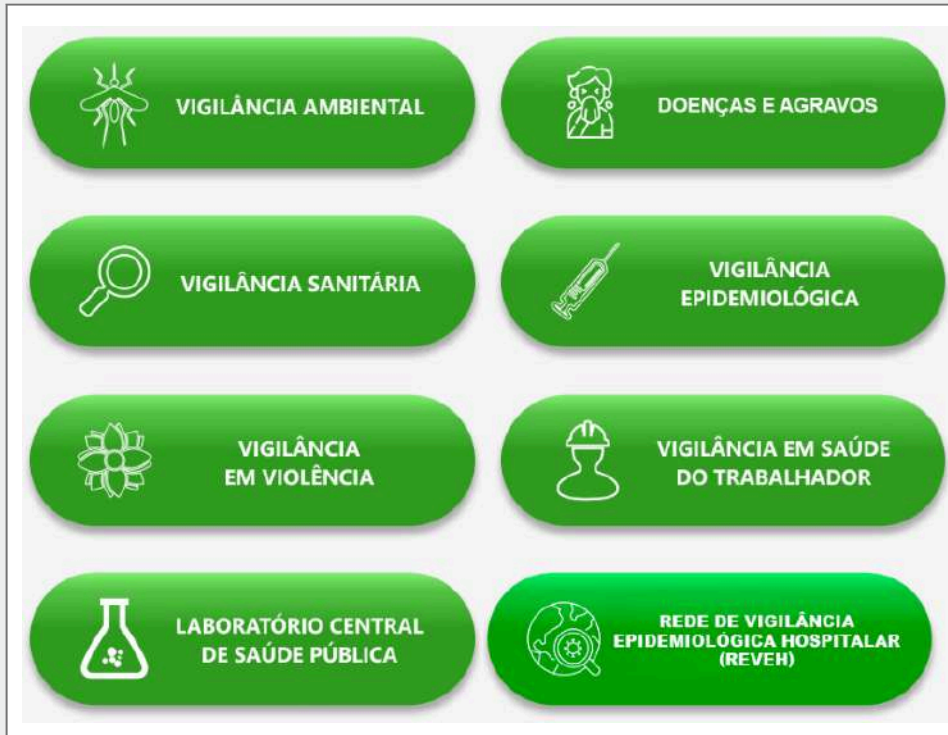 VIGILÂNCIA AMBIENTAL
DOENÇAS E AGRAVOS
VIGILÂNCIA SANITÁRIA
VIGILÂNCIA
EPIDEMIOLÓGICA
VIGILÂNCIA
EM VIOLÊNCIA
VIGILÂNCIA EM SAÚDE
DO TRABALHADOR
LABORATÓRIO CENTRAL
DE SAÚDE PÚBLICA
REDE DE VIGILÂNCIA
EPIDEMIOLÓGICA HOSPITALAR
(REVEH)